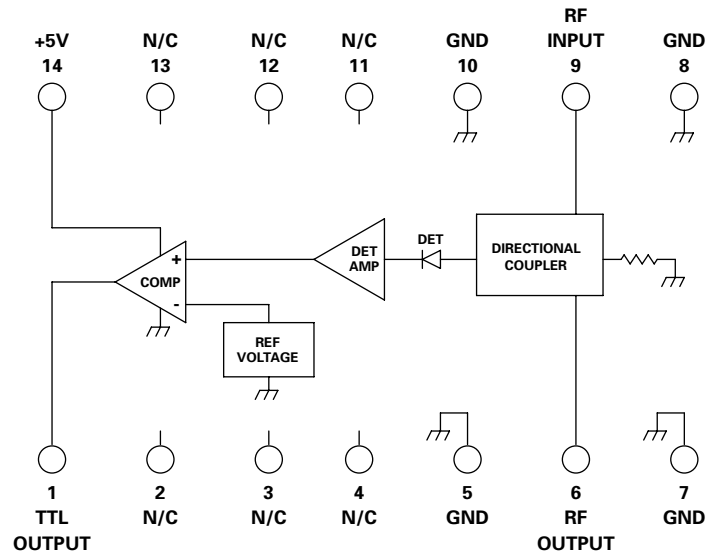 RF
+5V N/C N/C N/C GND INPUT GND
14 13 12 11 10 9 8
DET
DET
AMP
DIRECTIONAL
COUPLER
+
COMP
-
REF
VOLTAGE
1 2 3 4 5 6 7
TTL N/C N/C N/C GND RF GND
OUTPUT OUTPUT